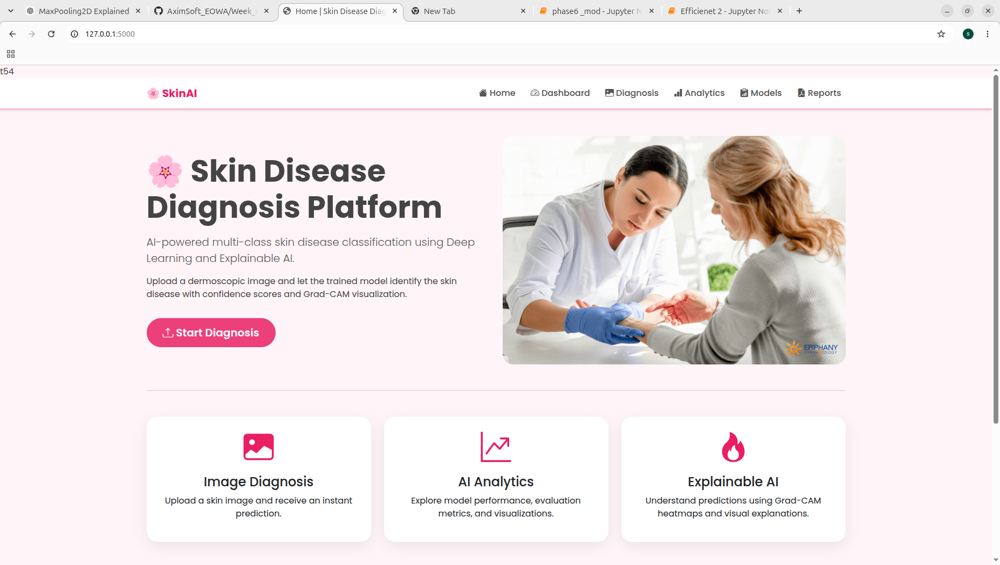 MaxPooling2D Explained
AximSoft_EOWA/Week_
Home | Skin Disease Diag
New Tab
phase6 _mod - Jupyter N
Efficienet 2 - Jupyter No
127.0.0.1:5000
s
t54
SkinAI
Home
Dashboard
Diagnosis
Analytics
Models
Reports
Skin Disease
Diagnosis Platform
AI-powered multi-class skin disease classification using Deep
Learning and Explainable AI.
Upload a dermoscopic image and let the trained model identify the skin
disease with confidence scores and Grad-CAM visualization.
Start Diagnosis
EPIPHANY
DERMATOLOGY
Image Diagnosis
Upload a skin image and receive an instant
prediction.
AI Analytics
Explore model performance, evaluation
metrics, and visualizations.
Explainable AI
Understand predictions using Grad-CAM
heatmaps and visual explanations.